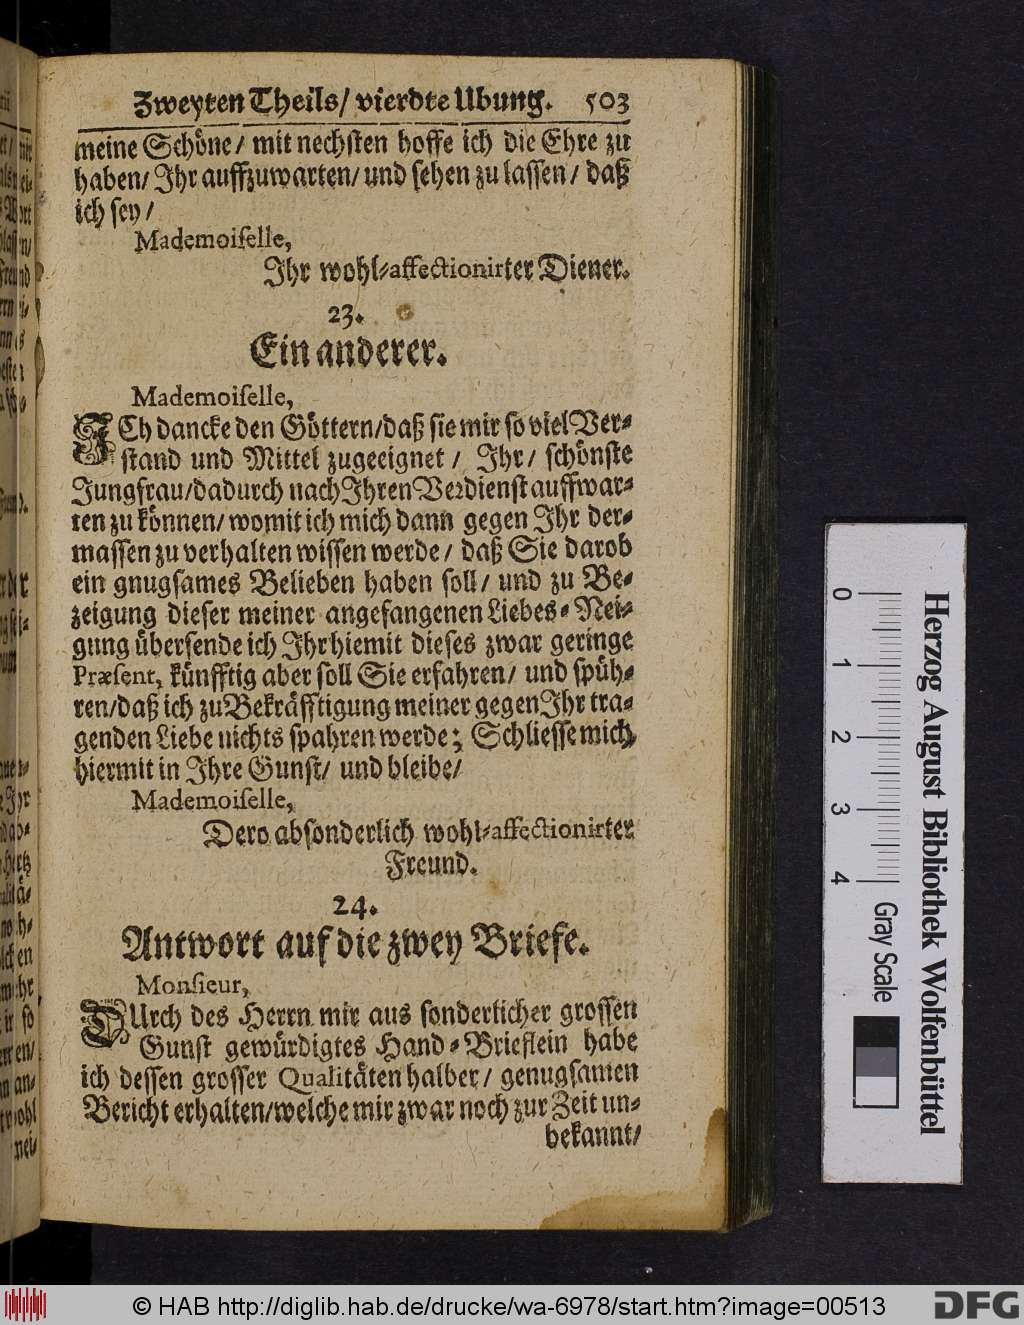 Zweyten Theils/ vierdte Ubung. 503
meine Schöne/ mit nechsten hoffe ich die Ehre zu
haben/ Ihr auffzuwarten/ und sehen zu lassen/ daß
ich sey/
Mademoiselle,
Ihr wohl-affectionirter Diener.
23.
Ein anderer.
Mademoiselle,
ICh dancke den Göttern/ daß sie mir so viel Ver-
stand und Mittel zugeeignet/ Ihr/ schönste
Jungfrau/ dadurch nach Ihren Verdienst auffwar-
ten zu können/ womit ich mich dann gegen Ihr der-
massen zu verhalten wissen werde/ daß Sie darob
ein gnugsames Belieben haben soll/ und zu Be-
zeigung dieser meiner angefangenen Liebes-Nei-
gung übersende ich Ihr hiemit dieses zwar geringe
Præsent, künfftig aber soll Sie erfahren/ und spüh-
ren/ daß ich zu Bekräfftigung meiner gegen Ihr tra-
genden Liebe nichts spahren werde; Schliesse mich
hiermit in Ihre Gunst/ und bleibe/
Mademoiselle,
Dero absonderlich wohl-affectionirter
Freund.
24.
Antwort auf die zwey Briefe.
Monsieur,
DUrch des Herrn mir aus sonderlicher grossen
Gunst gewürdigtes Hand-Brieflein habe
ich dessen grosser Qualitäten halber/ genugsamen
Bericht erhalten/ welche mir zwar noch zur Zeit un-
bekannt/
0 1 2 3 4
Gray Scale
Herzog August Bibliothek Wolfenbüttel
© HAB http://diglib.hab.de/drucke/wa-6978/start.htm?image=00513
DFG